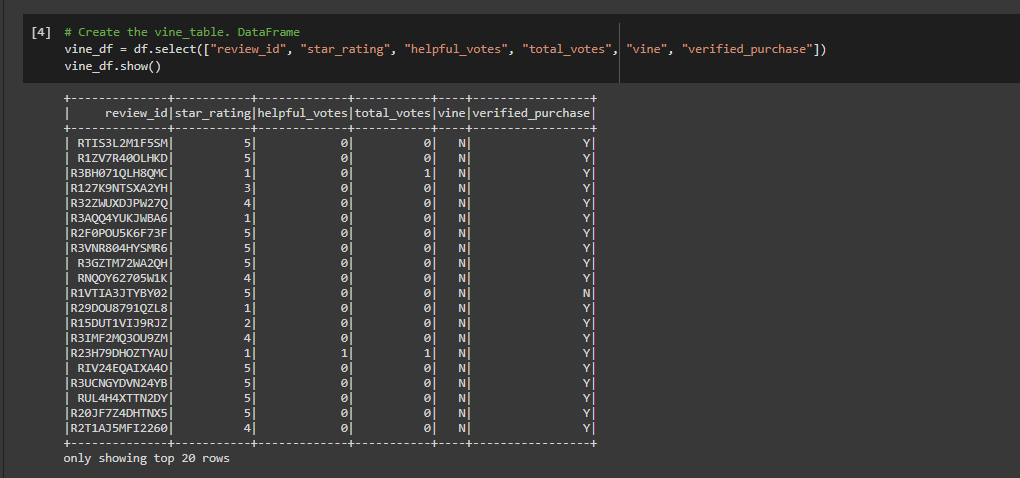 [4] # Create the vine_table. DataFrame
vine_df = df.select(["review_id", "star_rating", "helpful_votes", "total_votes", "vine", "verified_purchase"])
vine_df.show()
+--------------+-----------+-------------+-----------+----+-----------------+
|     review_id|star_rating|helpful_votes|total_votes|vine|verified_purchase|
+--------------+-----------+-------------+-----------+----+-----------------+
| RTIS3L2M1F5SM|          5|            0|          0|   N|                Y|
| R1ZV7R40OLHKD|          5|            0|          0|   N|                Y|
|R3BH071QLH8QMC|          1|            0|          1|   N|                Y|
|R127K9NTSXA2YH|          3|            0|          0|   N|                Y|
|R32ZWUXDJPW27Q|          4|            0|          0|   N|                Y|
|R3AQQ4YUKJWBA6|          1|            0|          0|   N|                Y|
|R2F0POU5K6F73F|          5|            0|          0|   N|                Y|
|R3VNR804HYSMR6|          5|            0|          0|   N|                Y|
| R3GZTM72WA2QH|          5|            0|          0|   N|                Y|
| RNQOY62705W1K|          4|            0|          0|   N|                Y|
|R1VTIA3JTYBY02|          5|            0|          0|   N|                N|
|R29DOU8791QZL8|          1|            0|          0|   N|                Y|
|R15DUT1VIJ9RJZ|          2|            0|          0|   N|                Y|
|R3IMF2MQ3OU9ZM|          4|            0|          0|   N|                Y|
|R23H79DHOZTYAU|          1|            1|          1|   N|                Y|
| RIV24EQAIXA4O|          5|            0|          0|   N|                Y|
|R3UCNGYDVN24YB|          5|            0|          0|   N|                Y|
| RUL4H4XTTN2DY|          5|            0|          0|   N|                Y|
|R20JF7Z4DHTNX5|          5|            0|          0|   N|                Y|
|R2T1AJ5MFI2260|          4|            0|          0|   N|                Y|
+--------------+-----------+-------------+-----------+----+-----------------+
only showing top 20 rows